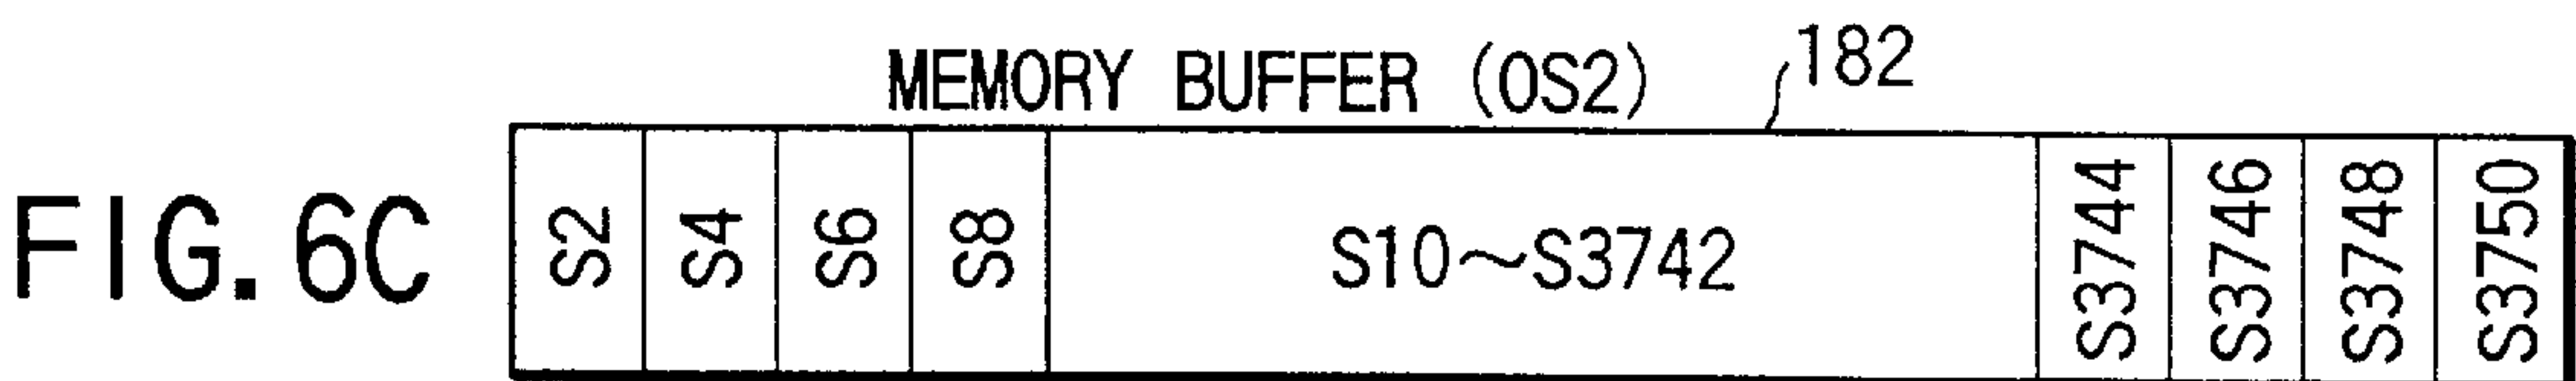 MEMORY BUFFER (OS2)
182
FIG. 6C
S2
S4
S6
S8
S10~S3742
S3744
S3746
S3748
S3750